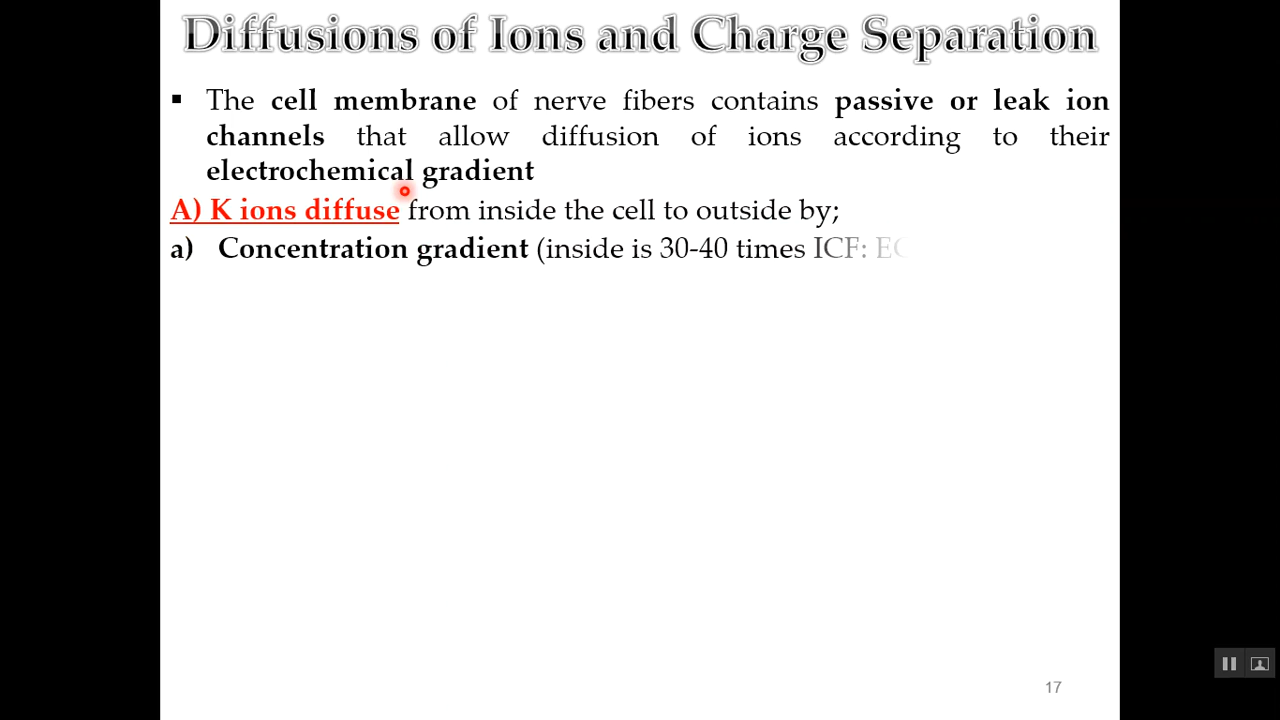 Diffusions of Ions and Charge Separation
▪ The cell membrane of nerve fibers contains passive or leak ion
channels that allow diffusion of ions according to their
electrochemical gradient
A) K ions diffuse from inside the cell to outside by;
a) Concentration gradient (inside is 30-40 times ICF:
17